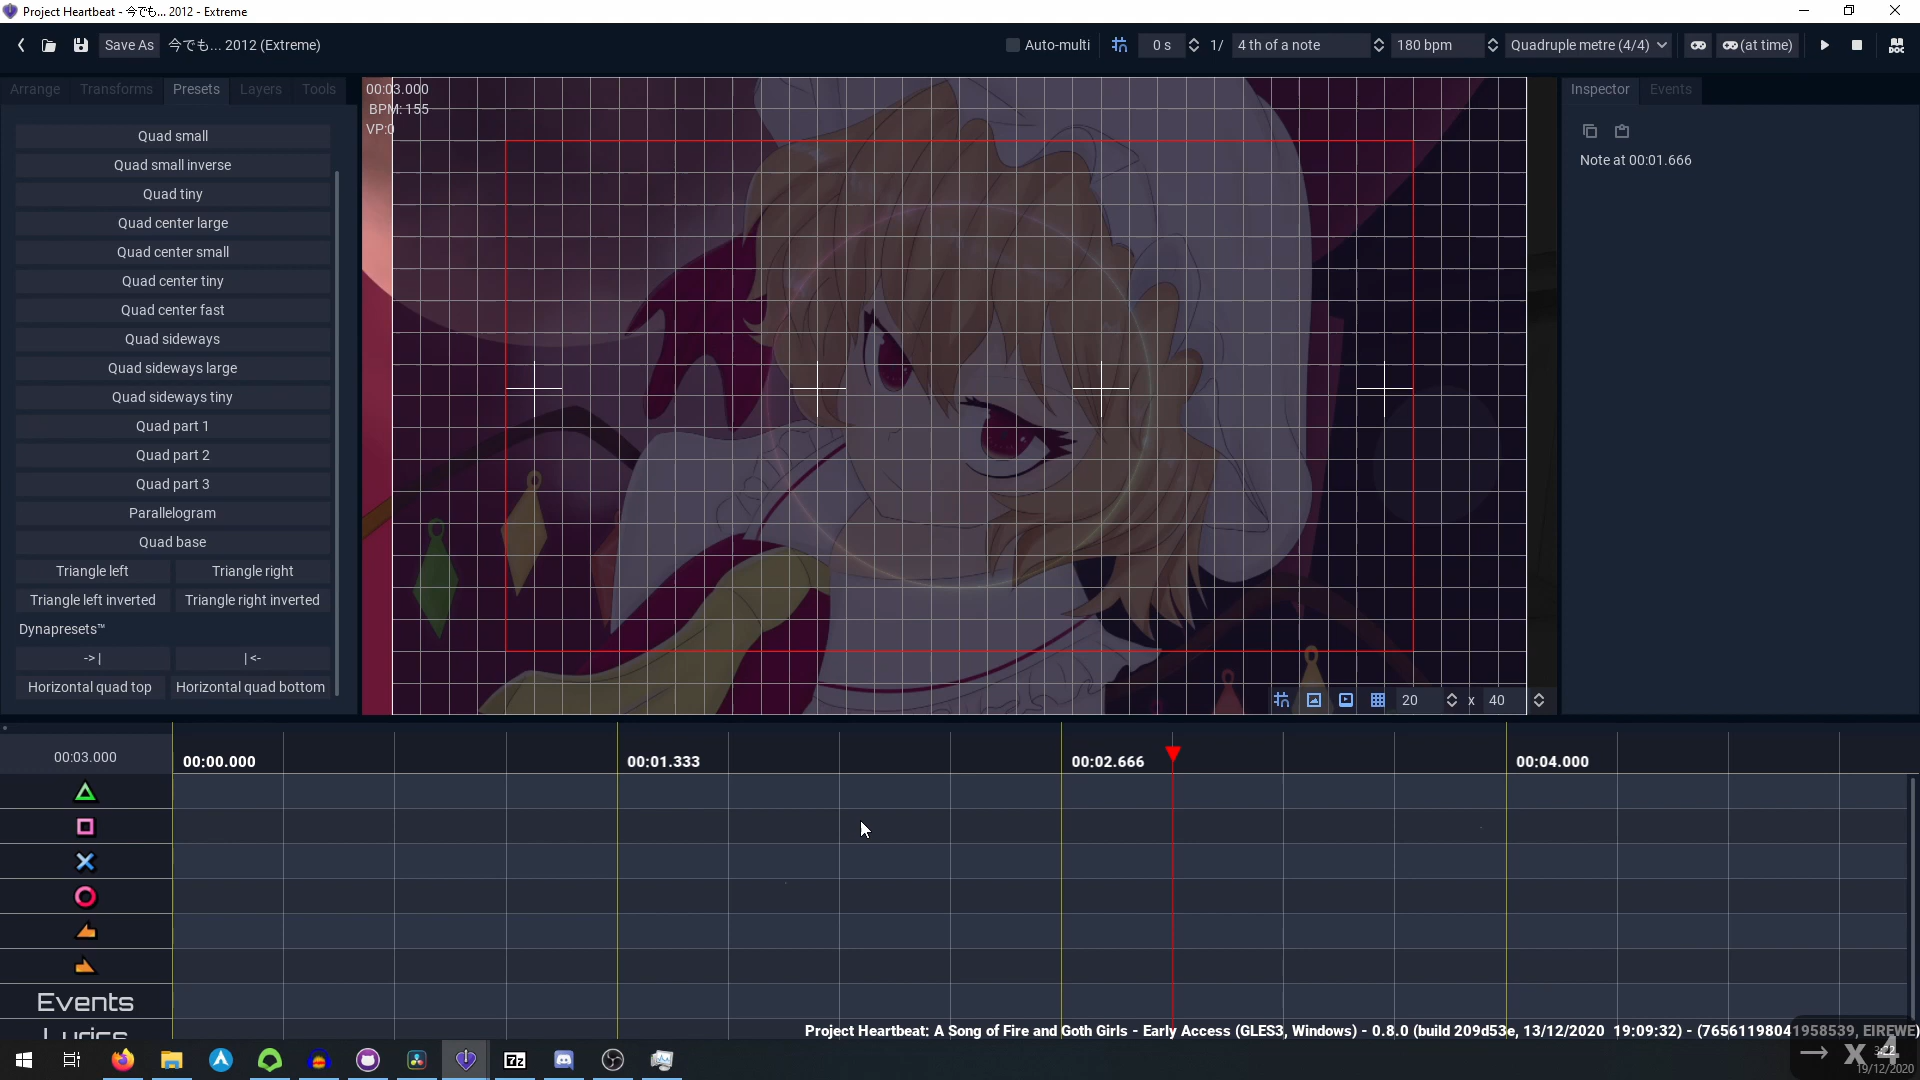 Project Heartbeat - 今でも... 2012 - Extreme
Save As 今でも... 2012 (Extreme)
Auto-multi 0 s 1/ 4 th of a note 180 bpm Quadruple metre (4/4) (at time) DOC
Arrange Transforms Presets Layers Tools
Inspector Events
00:03.000
BPM: 155
VP:0
Note at 00:01.666
Quad small
Quad small inverse
Quad tiny
Quad center large
Quad center small
Quad center tiny
Quad center fast
Quad sideways
Quad sideways large
Quad sideways tiny
Quad part 1
Quad part 2
Quad part 3
Parallelogram
Quad base
Triangle left Triangle right
Triangle left inverted Triangle right inverted
Dynapresets™
->| |<-
Horizontal quad top Horizontal quad bottom
20 x 40
00:03.000 00:00.000 00:01.333 00:02.666 00:04.000
Events
Lyrics
Project Heartbeat: A Song of Fire and Goth Girls - Early Access (GLES3, Windows) - 0.8.0 (build 209d53e, 13/12/2020 19:09:32) - (76561198041958539, EIREWE)
7z
→ x 4
19/12/2020